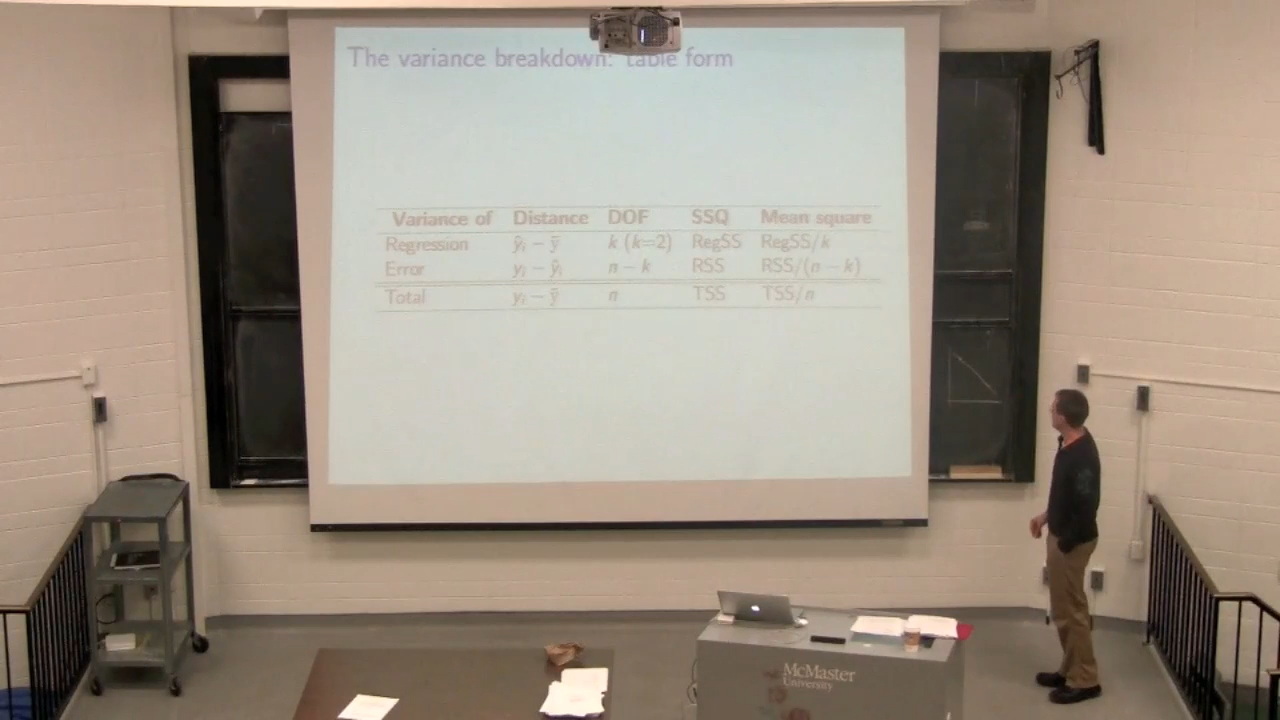 The variance breakdown: table form
Variance of Distance DOF SSQ Mean square
Regression ŷᵢ − ȳ k (k=2) RegSS RegSS/k
Error yᵢ − ŷᵢ n − k RSS RSS/(n − k)
Total yᵢ − ȳ n TSS TSS/n
McMaster
University